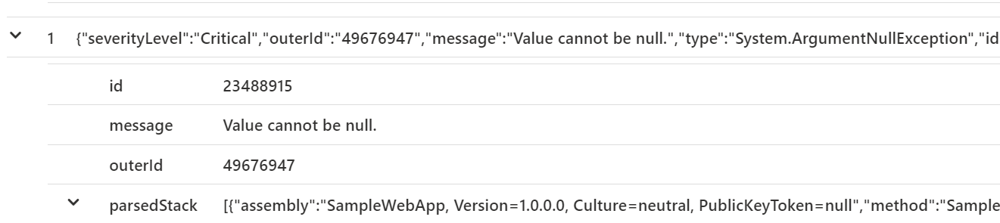 1 {"severityLevel":"Critical","outerId":"49676947","message":"Value cannot be null.","type":"System.ArgumentNullException","id
id 23488915
message Value cannot be null.
outerId 49676947
parsedStack [{"assembly":"SampleWebApp, Version=1.0.0.0, Culture=neutral, PublicKeyToken=null","method":"Sample